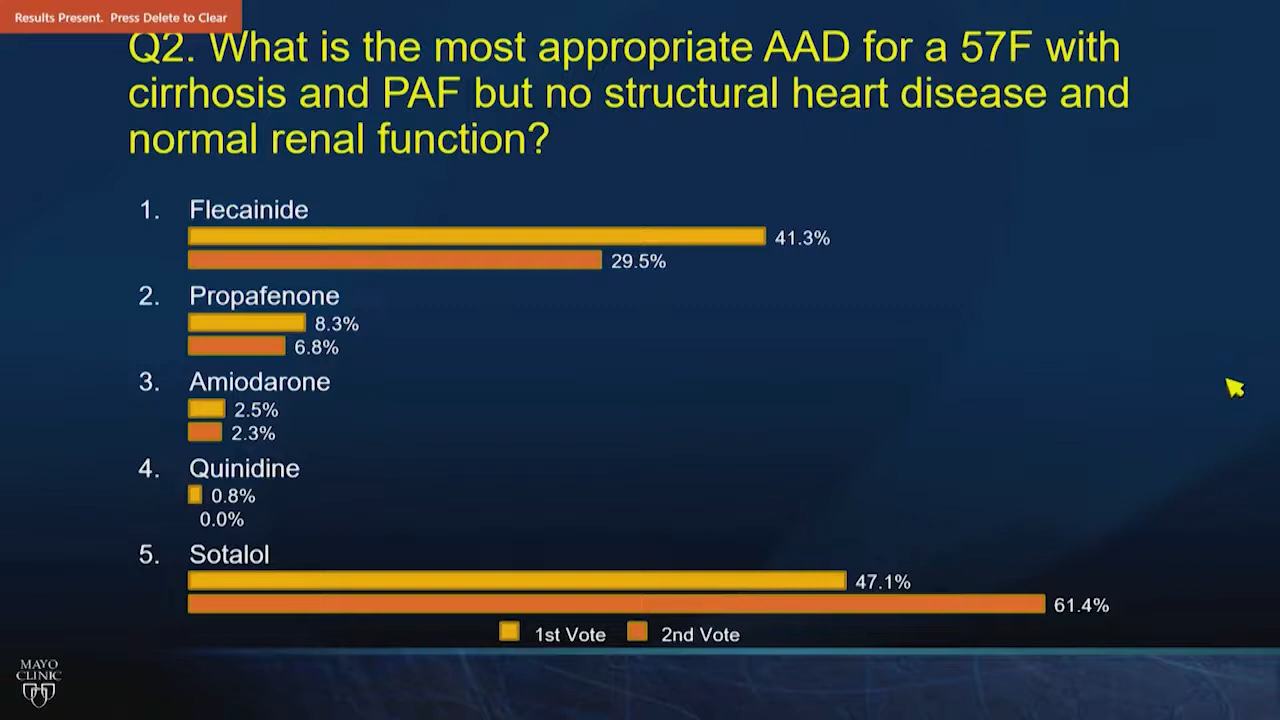 Results Present. Press Delete to Clear
Q2. What is the most appropriate AAD for a 57F with
cirrhosis and PAF but no structural heart disease and
normal renal function?
1. Flecainide
41.3%
29.5%
2. Propafenone
8.3%
6.8%
3. Amiodarone
2.5%
2.3%
4. Quinidine
0.8%
0.0%
5. Sotalol
47.1%
61.4%
1st Vote 2nd Vote
MAYO
CLINIC